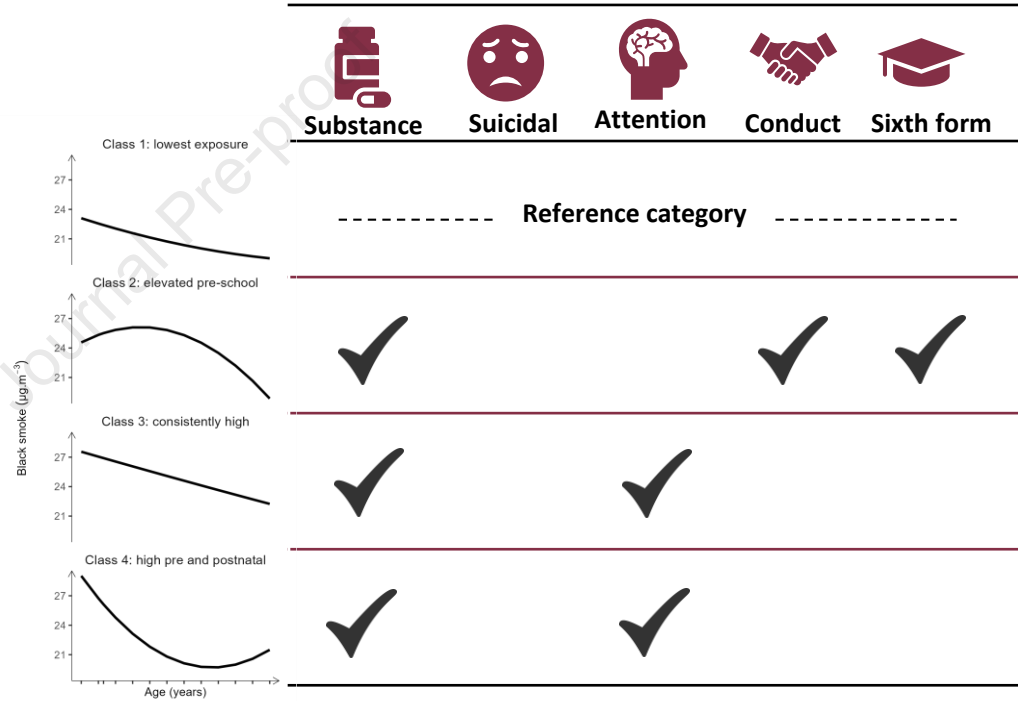 Journal Pre-proof
Substance Suicidal Attention Conduct Sixth form
Class 1: lowest exposure
27
24
21
Reference category
Class 2: elevated pre-school
27
24
21
Black smoke (µg.m⁻³)
Class 3: consistently high
27
24
21
Class 4: high pre and postnatal
27
24
21
Age (years)